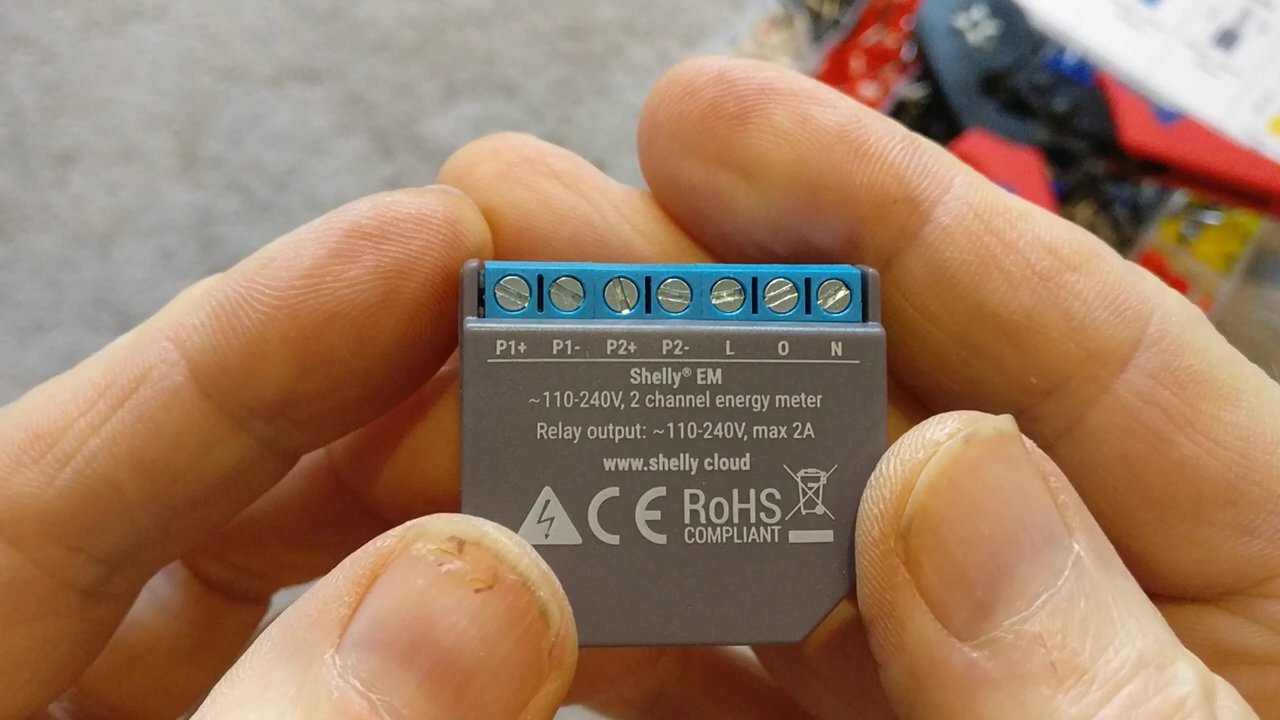 P1+ P1- P2+ P2- L O N
Shelly® EM
~110-240V, 2 channel energy meter
Relay output: ~110-240V, max 2A
www.shelly cloud
CE RoHS
COMPLIANT